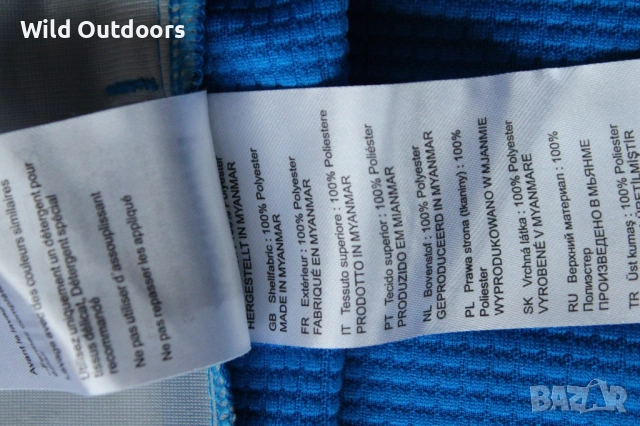 Wild Outdoors
avec des couleurs similaires
Utilisez uniquement un détergent pour
tissu délicat. Détergent spécial
recommandé
Ne pas utiliser d'assouplissant
Ne pas repasser les appliqué
Polyester
HERGESTELLT IN MYANMAR
GB Shellfabric : 100% Polyester
MADE IN MYANMAR
FR Extérieur : 100% Polyester
FABRIQUÉ EN MYANMAR
IT Tessuto superiore : 100% Poliestere
PRODOTTO IN MYANMAR
PT Tecido superior : 100% Poliéster
PRODUZIDO EM MIANMAR
NL Bovenstof : 100% Polyester
GEPRODUCEERD IN MYANMAR
PL Prawa strona (tkaniny) : 100%
Poliester
WYPRODUKOWANO W MJANMIE
SK Vrchná látka : 100% Polyester
VYROBENÉ V MYANMARE
RU Верхний материал : 100%
Полиэстер
ПРОИЗВЕДЕНО В МЬЯНМЕ
TR Üst kumaş : 100%
BAZAR